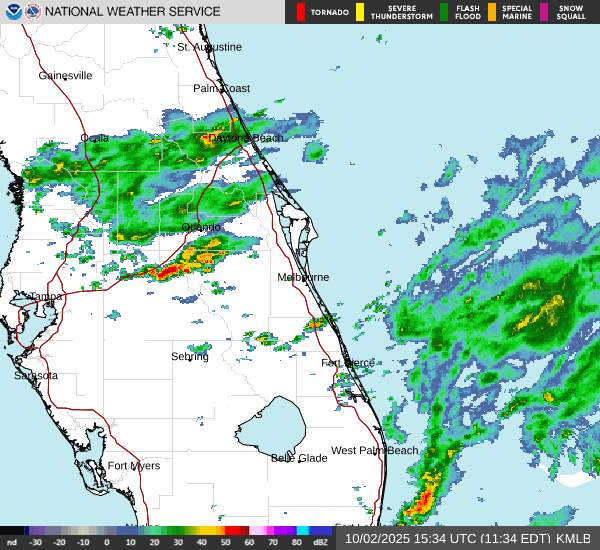 NATIONAL WEATHER SERVICE
TORNADO
SEVERE THUNDERSTORM
FLASH FLOOD
SPECIAL MARINE
SNOW SQUALL
St. Augustine
Gainesville
Palm Coast
Ocala
Daytona Beach
Orlando
Melbourne
Tampa
Sebring
Fort Pierce
Sarasota
West Palm Beach
Belle Glade
Fort Myers
nd -30 -20 -10 0 10 20 30 40 50 60 70 80 dBZ
10/02/2025 15:34 UTC (11:34 EDT) KMLB